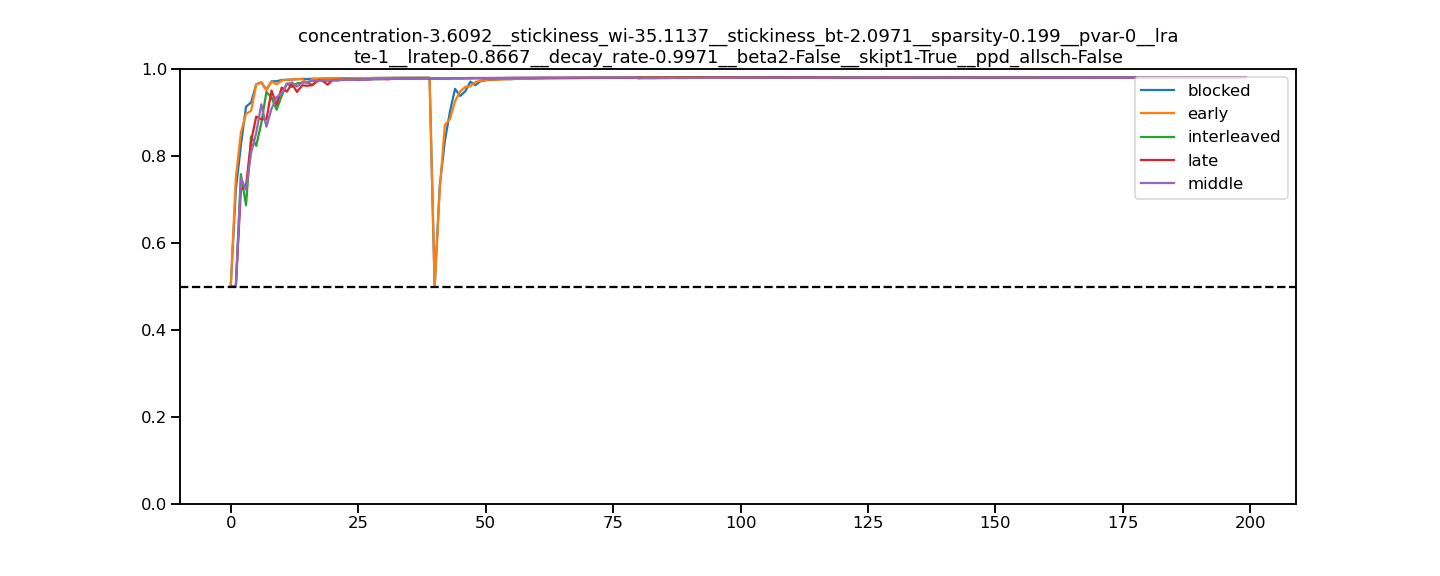 concentration-3.6092__stickiness_wi-35.1137__stickiness_bt-2.0971__sparsity-0.199__pvar-0__lra
te-1__lratep-0.8667__decay_rate-0.9971__beta2-False__skipt1-True__ppd_allsch-False
1.0
0.8
0.6
0.4
0.2
0.0
blocked
early
interleaved
late
middle
0 25 50 75 100 125 150 175 200